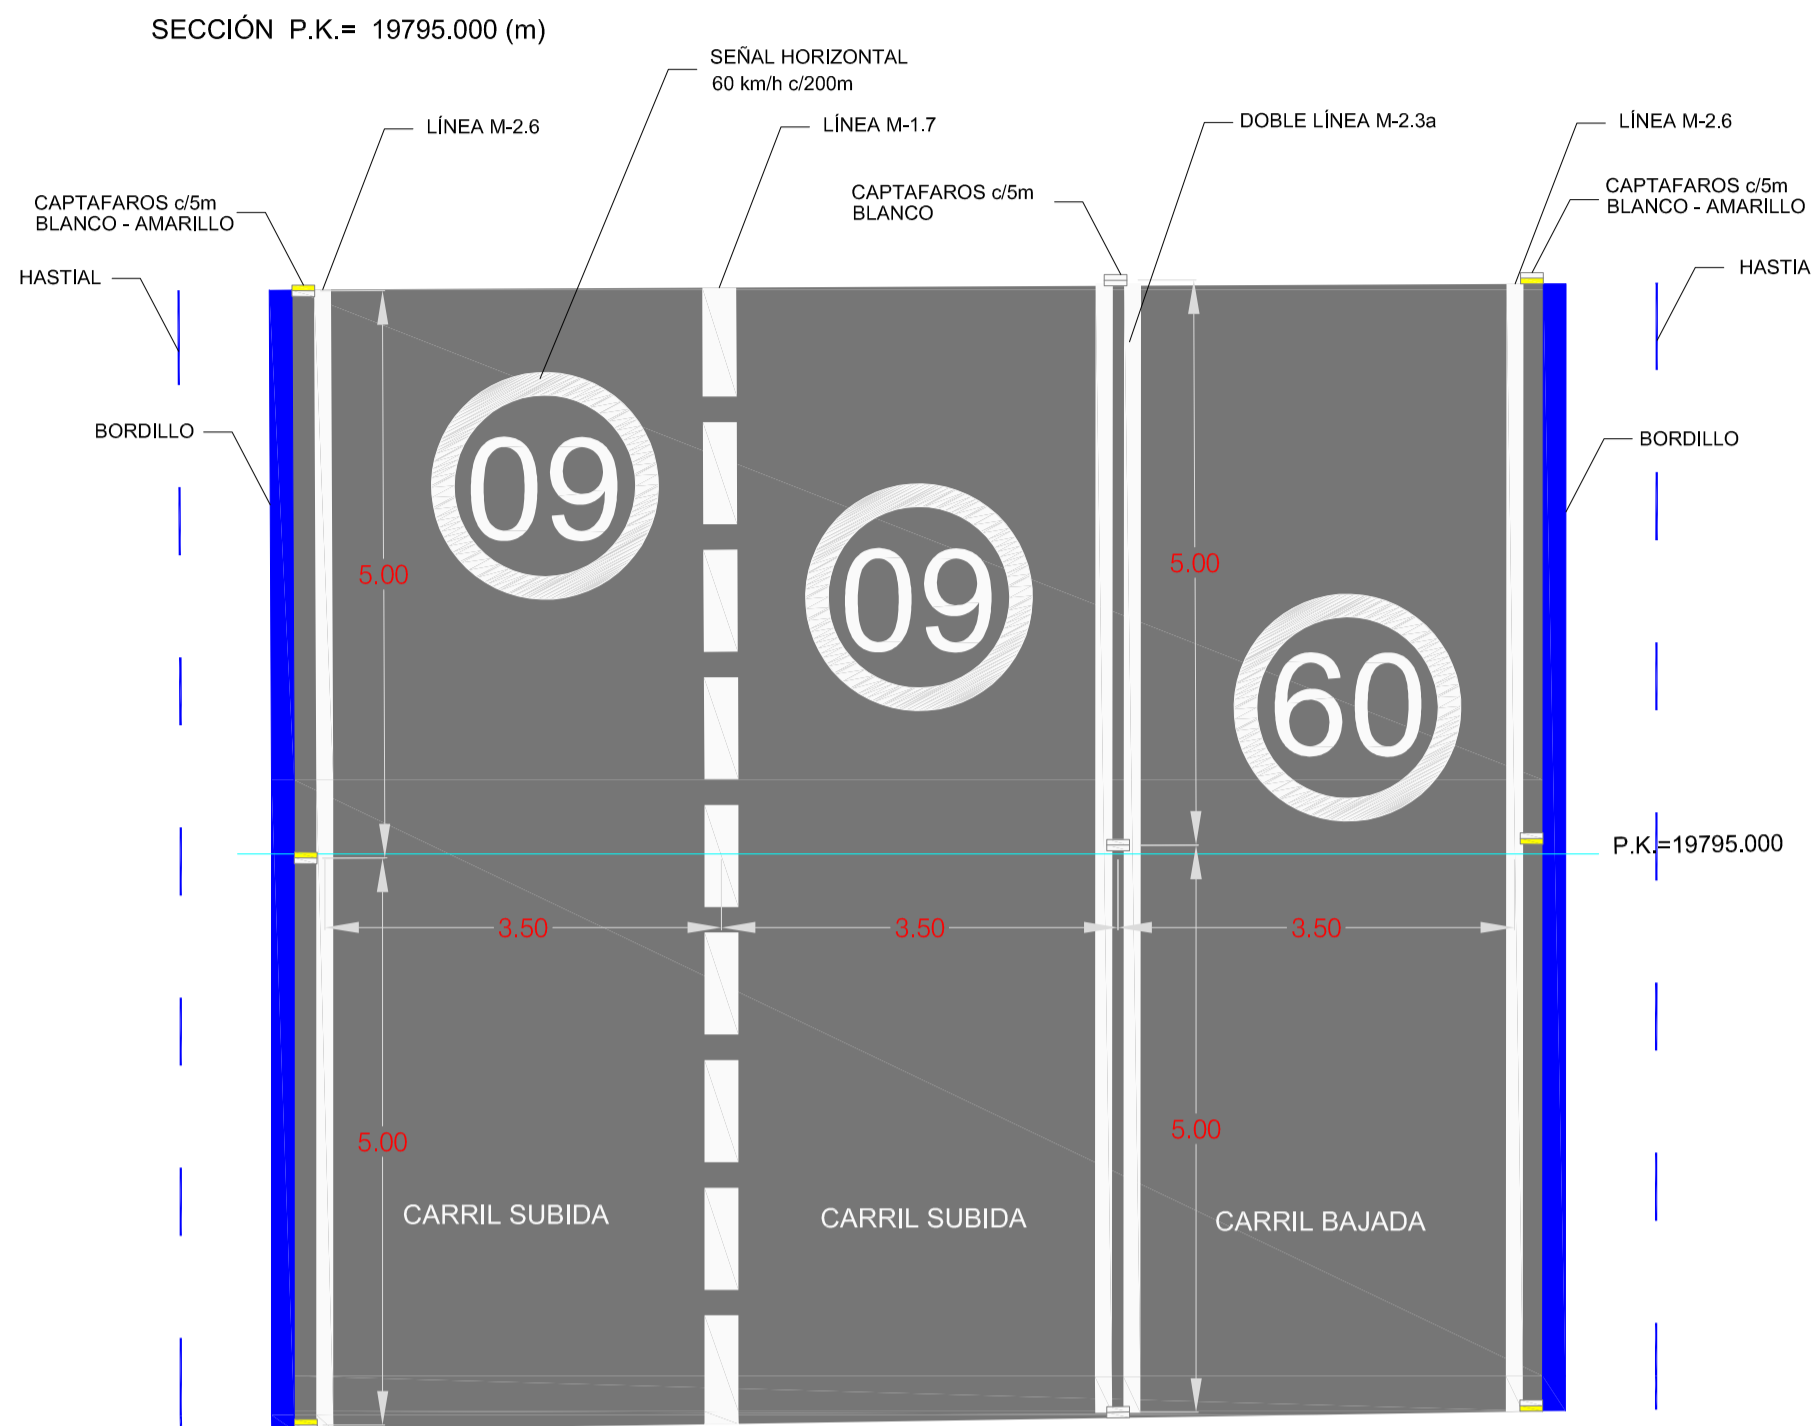 SECCIÓN P.K.= 19795.000 (m)
SEÑAL HORIZONTAL
60 km/h c/200m
LÍNEA M-2.6
LÍNEA M-1.7
DOBLE LÍNEA M-2.3a
LÍNEA M-2.6
CAPTAFAROS c/5m
BLANCO - AMARILLO
CAPTAFAROS c/5m
BLANCO
CAPTAFAROS c/5m
BLANCO - AMARILLO
HASTIAL
HASTIA
BORDILLO
BORDILLO
60
60
60
5.00
5.00
P.K.=19795.000
3.50
3.50
3.50
5.00
5.00
CARRIL SUBIDA
CARRIL SUBIDA
CARRIL BAJADA